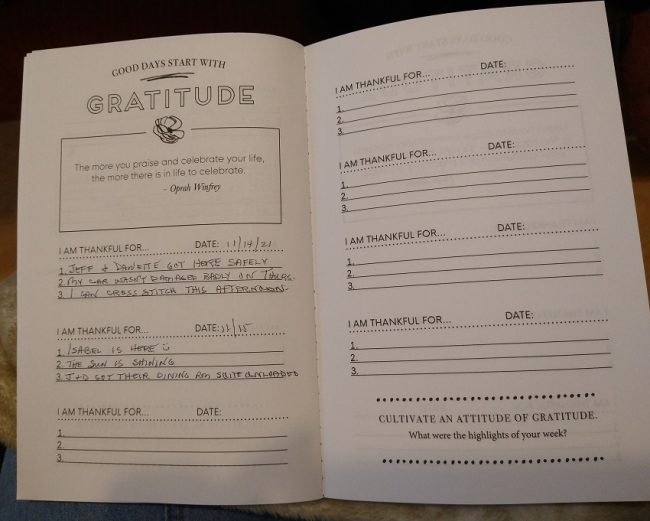 GOOD DAYS START WITH
GRATITUDE
The more you praise and celebrate your life,
the more there is in life to celebrate.
- Oprah Winfrey
I AM THANKFUL FOR... DATE: 11/14/21
1. JEFF & DANETTE GOT HERE SAFELY
2. MY CAR WASN'T DAMAGED BADLY ON THURS.
3. I CAN CROSS STITCH THIS AFTERNOON
I AM THANKFUL FOR... DATE: 11/15
1. ISABEL IS HERE
2. THE SUN IS SHINING
3. J+D GOT THEIR DINING RM SUITE UNLOADED
I AM THANKFUL FOR... DATE:
1.
2.
3.
I AM THANKFUL FOR... DATE:
1.
2.
3.
I AM THANKFUL FOR... DATE:
1.
2.
3.
I AM THANKFUL FOR... DATE:
1.
2.
3.
I AM THANKFUL FOR... DATE:
1.
2.
3.
CULTIVATE AN ATTITUDE OF GRATITUDE.
What were the highlights of your week?